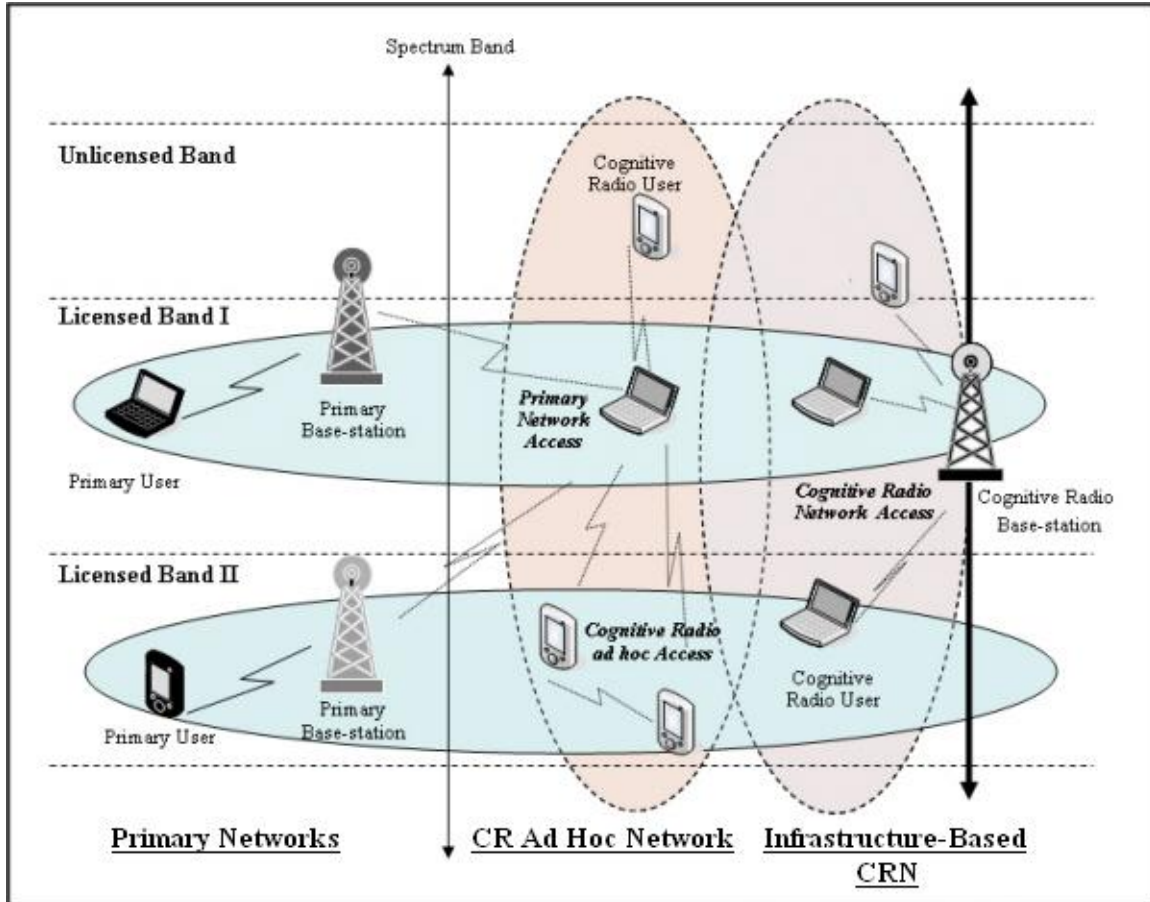 Spectrum Band
Unlicensed Band
Cognitive
Radio User
Licensed Band I
Primary
Base-station
Primary
Network
Access
Primary User
Cognitive Radio
Network Access
Cognitive Radio
Base-station
Licensed Band II
Cognitive Radio
ad hoc Access
Cognitive
Radio User
Primary
Base-station
Primary User
Primary Networks
CR Ad Hoc Network
Infrastructure-Based
CRN